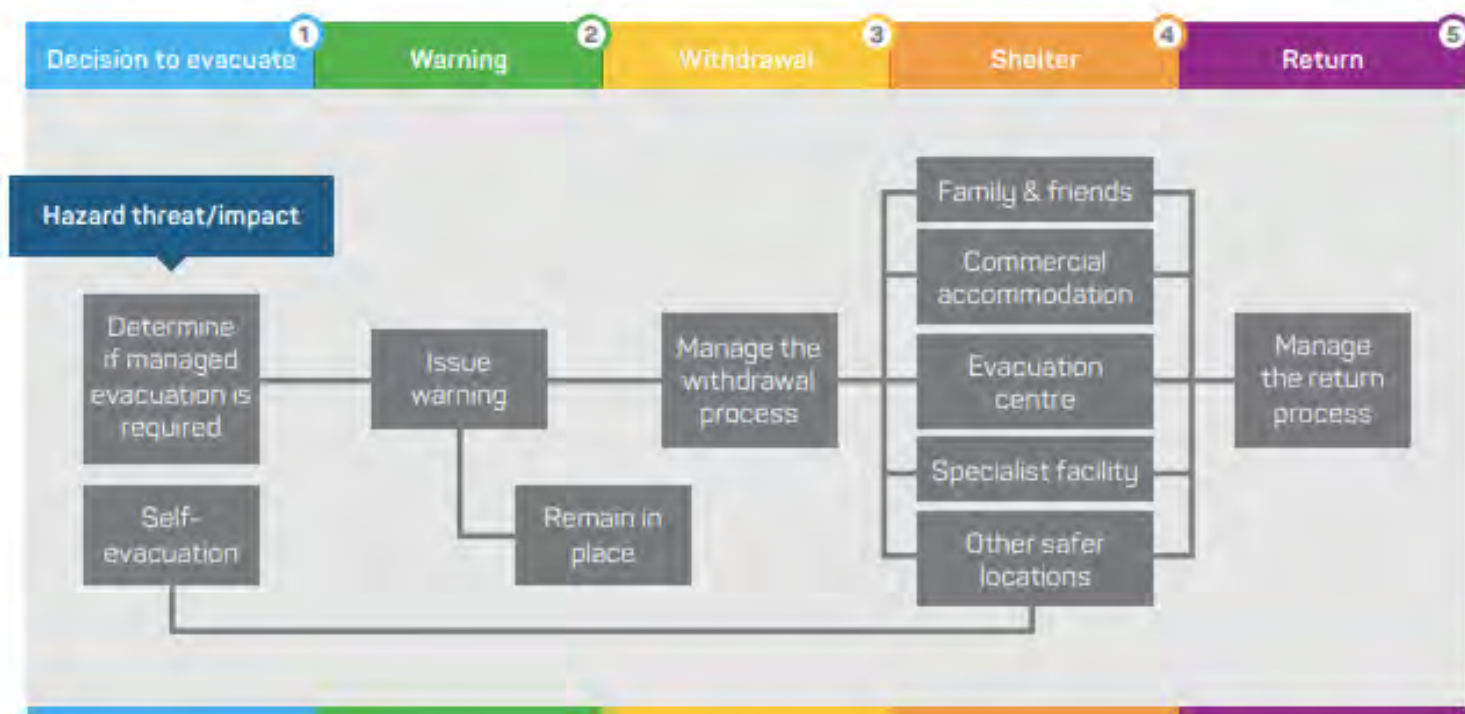 1
2
3
4
5
Decision to evacuate
Warning
Withdrawal
Shelter
Return
Hazard threat/impact
Determine
if managed
evacuation is
required
Self-
evacuation
Issue
warning
Remain in
place
Manage the
withdrawal
process
Family & friends
Commercial
accommodation
Evacuation
centre
Specialist facility
Other safer
locations
Manage
the return
process